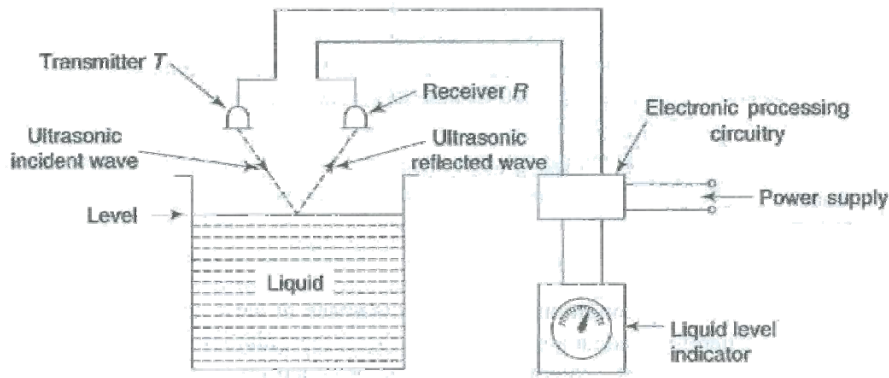 Transmitter T
Receiver R
Electronic processing
circuitry
Ultrasonic
incident wave
Ultrasonic
reflected wave
Level
Power supply
Liquid
Liquid level
indicator